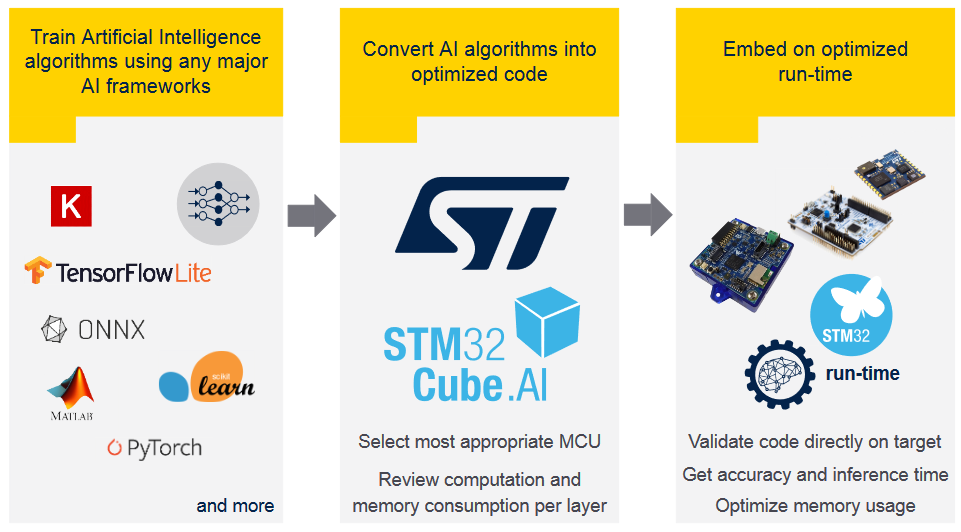 Train Artificial Intelligence
algorithms using any major
AI frameworks
K
TensorFlow Lite
ONNX
MATLAB
scikit
learn
PyTorch
and more
Convert AI algorithms into
optimized code
ST
STM32
Cube.AI
Select most appropriate MCU
Review computation and
memory consumption per layer
Embed on optimized
run-time
STM32
run-time
Validate code directly on target
Get accuracy and inference time
Optimize memory usage